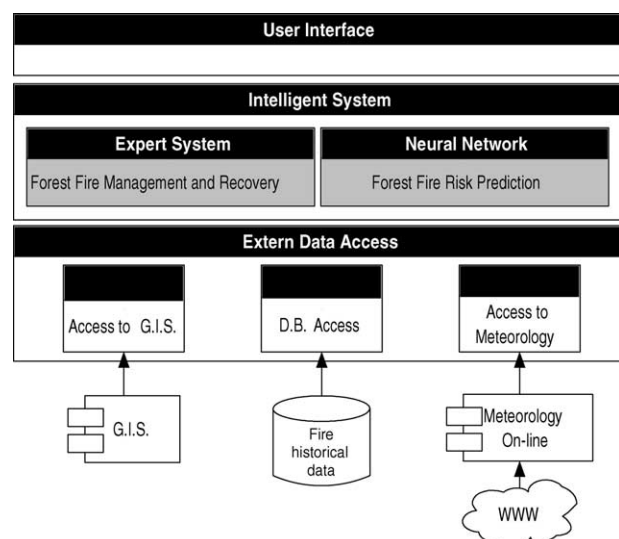 User Interface
Intelligent System
Expert System
Neural Network
Forest Fire Management and Recovery
Forest Fire Risk Prediction
Extern Data Access
Access to G.I.S.
D.B. Access
Access to
Meteorology
G.I.S.
Fire
historical
data
Meteorology
On-line
WWW